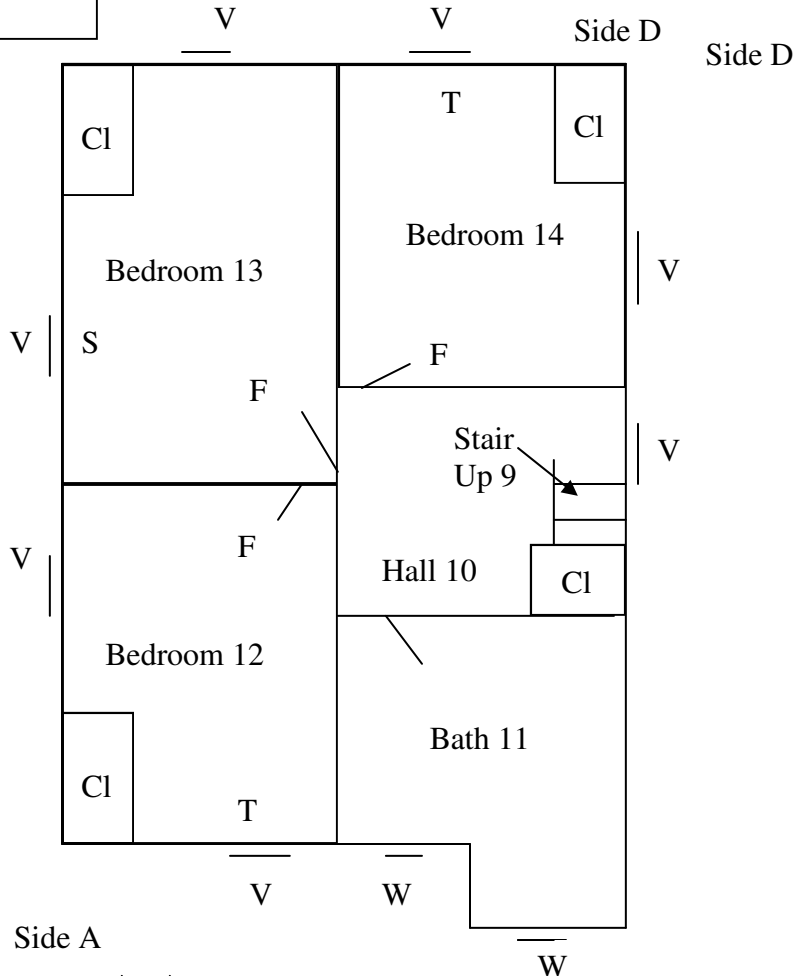 V
V
Side D
Side D
Cl
T
Cl
Bedroom 14
Bedroom 13
V
V
S
F
F
Stair
Up 9
V
F
V
Hall 10
Cl
Bedroom 12
Bath 11
Cl
T
V
W
Side A
W